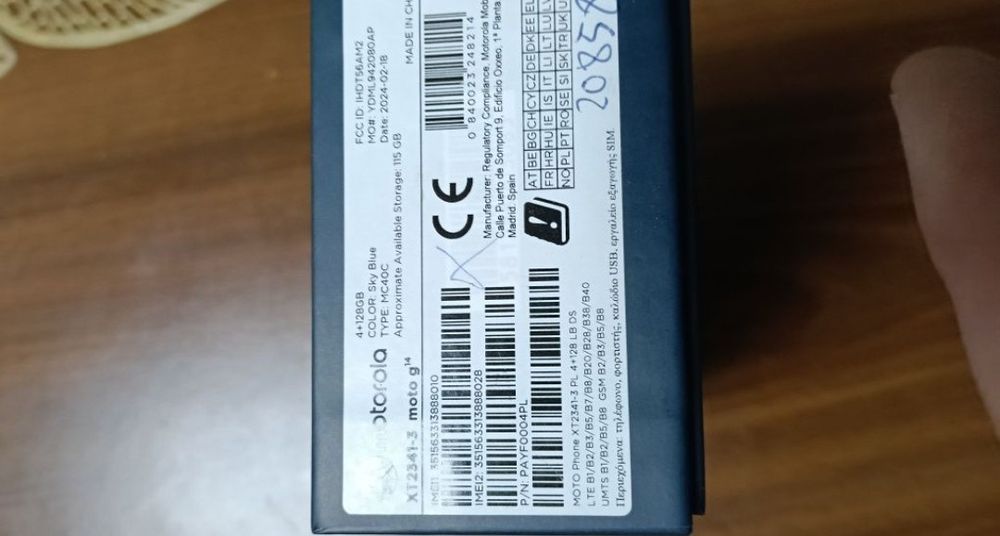 motorola
XT2341-3 moto g¹⁴
4+128GB
COLOR: Sky Blue
TYPE: MC40C
Approximate Available Storage: 115 GB
FCC ID: IHDT56AM2
MO#: YDML942080AP
Date: 2024-02-18
MADE IN
IMEI1: 351563313888010
0 840023 248214
CE
IMEI2: 351563313888028
Manufacturer: Regulatory Compliance, Motorola
Calle Puerto de Somport 9, Edificio Oxxeo, 1ª Planta
Madrid, Spain
P/N: PAYF0004PL
AT BE BG CH CY CZ DE DK EE
FR HR HU IE IS IT LI LT LU
NO PL PT RO SE SI SK TR UK
MOTO Phone XT2341-3 PL 4+128 LB DS
LTE B1/B2/B3/B5/B7/B8/B20/B28/B38/B40
UMTS B1/B2/B5/B8 GSM B2/B3/B5/B8
Περιεχόμενα: τηλέφωνο, φορτιστής, καλώδιο USB, εργαλείο εξαγωγής SIM.